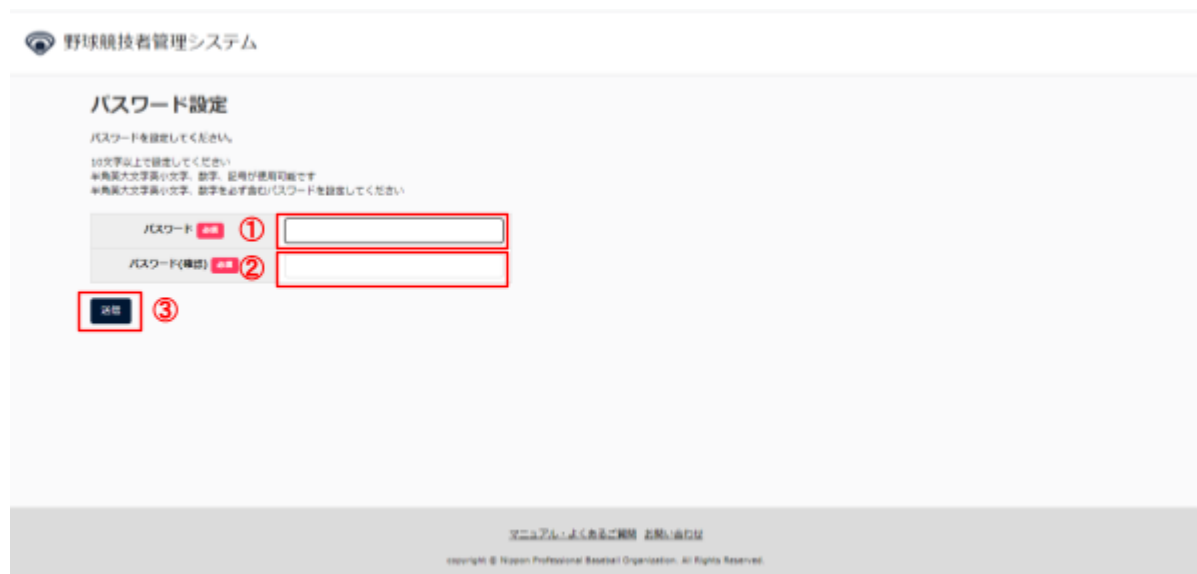 野球競技者管理システム
パスワード設定
パスワードを設定してください。
10文字以上で設定してください
半角英大文字英小文字、数字、記号が使用可能です
半角英大文字英小文字、数字を必ず含むパスワードを設定してください
パスワード 必須 ①
パスワード(確認) 必須 ②
送信 ③
マニュアル・よくあるご質問 お問い合わせ
copyright © Nippon Professional Baseball Organization. All Rights Reserved.